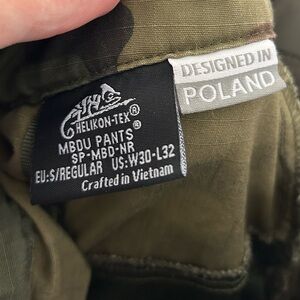 DESIGNED IN
POLAND
HELIKON-TEX®
MBDU PANTS®
SP-MBD-NR
EU:S/REGULAR US:W30-L32
Crafted in Vietnam